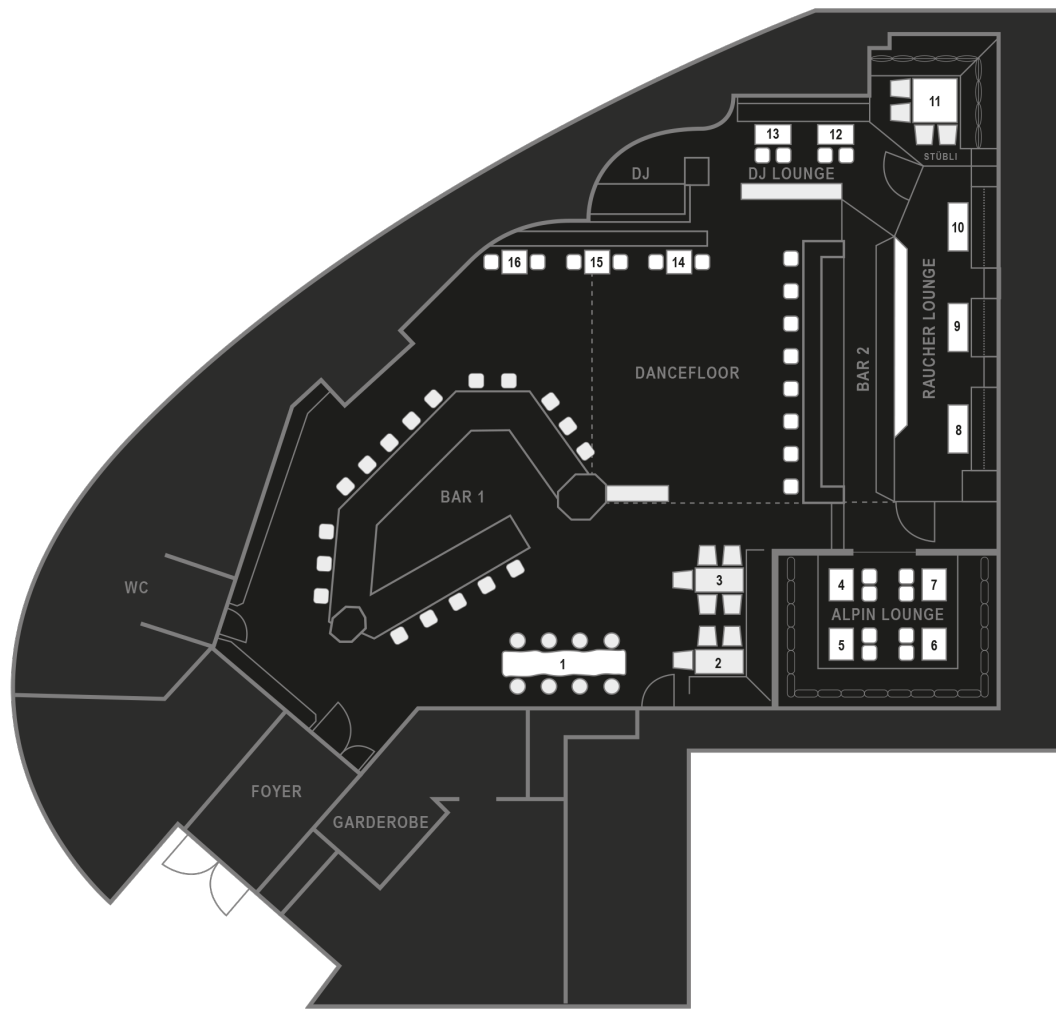 11
13
12
STÜBLI
DJ
DJ LOUNGE
10
16
15
14
RAUCHER LOUNGE
9
DANCEFLOOR
BAR 2
8
BAR 1
WC
3
4
7
ALPIN LOUNGE
5
6
1
2
FOYER
GARDEROBE